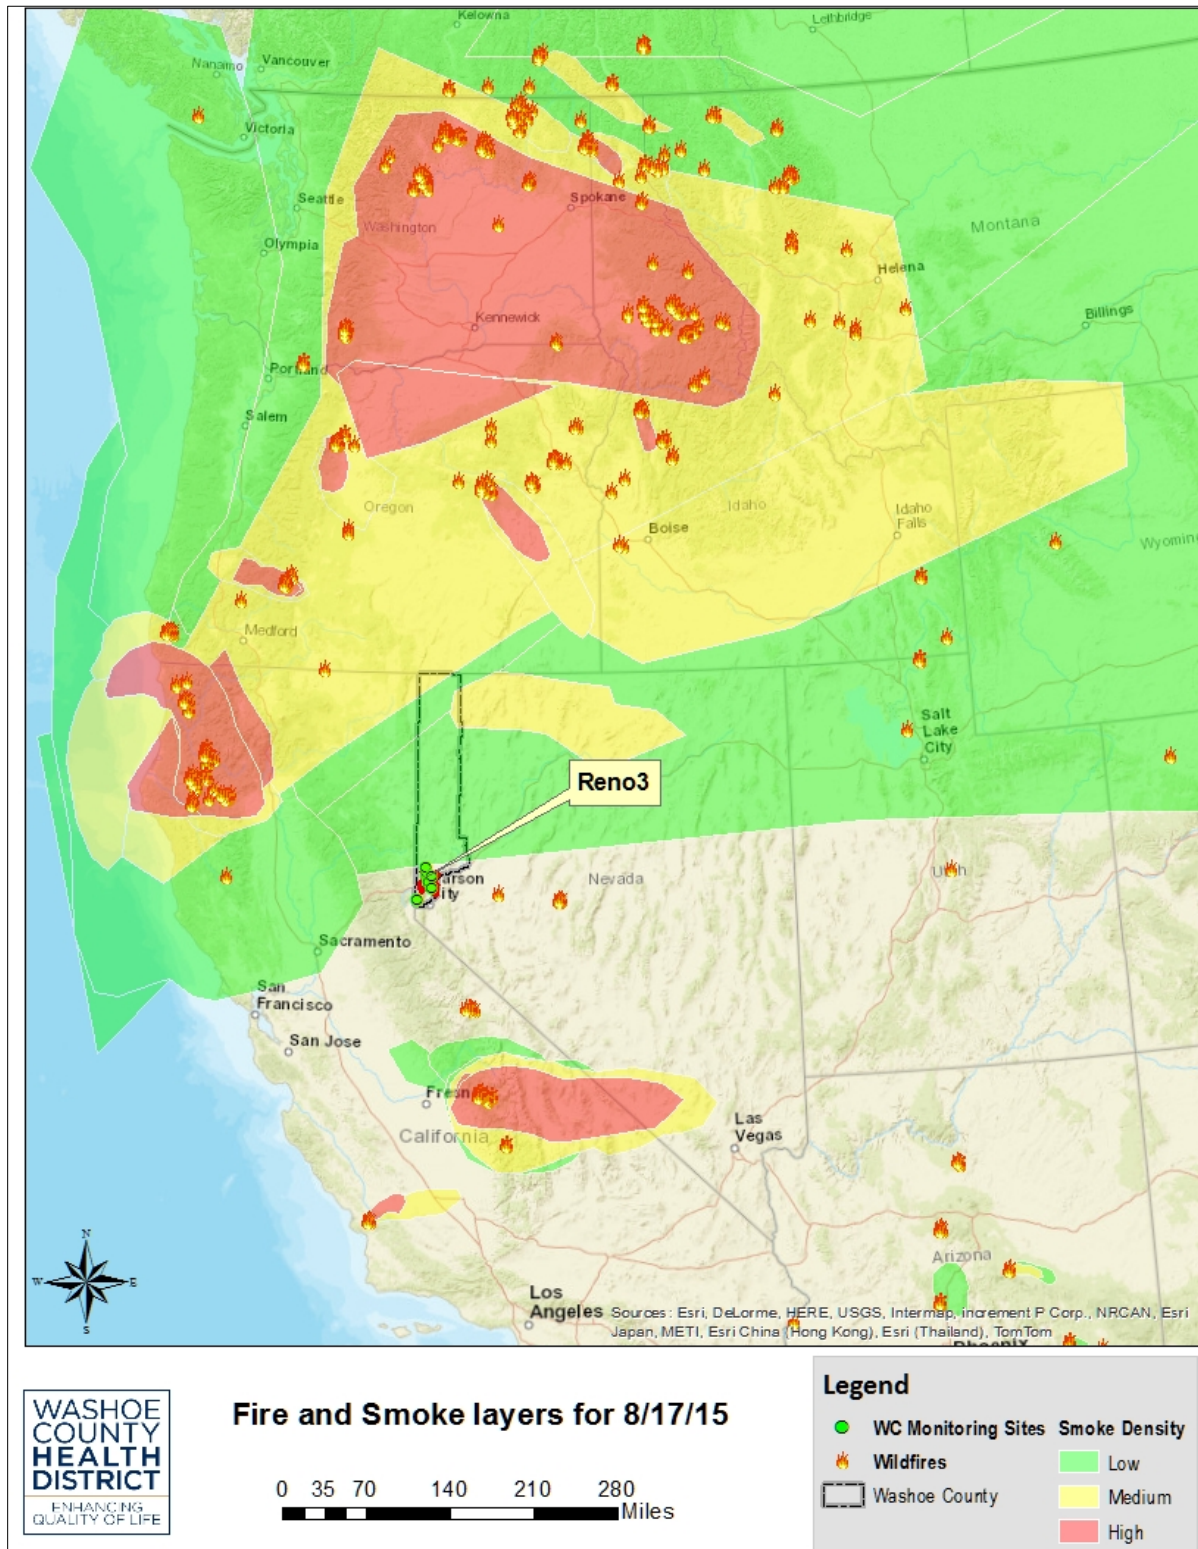 Kelowna
Lethbridge
Nanaimo
Vancouver
Victoria
Seattle
Spokane
Washington
Montana
Olympia
Helena
Kennewick
Billings
Portland
Salem
Oregon
Idaho
Idaho
Falls
Boise
Wyoming
Medford
Salt
Lake
City
Reno3
Carson
City
Nevada
Utah
Sacramento
San
Francisco
San Jose
Fresno
California
Las
Vegas
Arizona
Los
Angeles
Phoenix
N
W
E
S
Sources: Esri, DeLorme, HERE, USGS, Intermap, increment P Corp., NRCAN, Esri
Japan, METI, Esri China (Hong Kong), Esri (Thailand), TomTom
WASHOE
COUNTY
HEALTH
DISTRICT
ENHANCING
QUALITY OF LIFE
Fire and Smoke layers for 8/17/15
0 35 70 140 210 280
Miles
Legend
WC Monitoring Sites
Wildfires
Washoe County
Smoke Density
Low
Medium
High